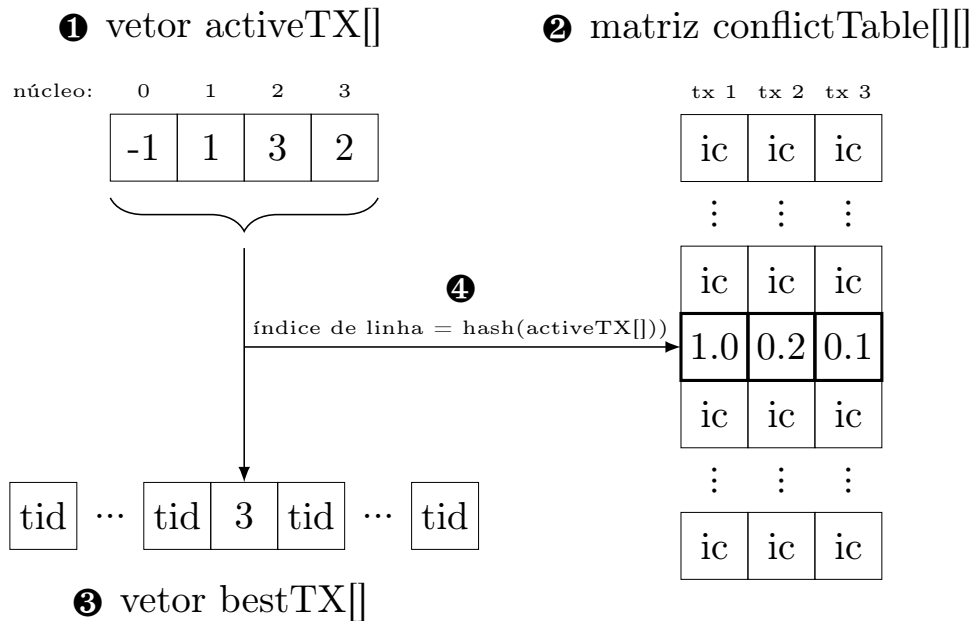 ❶ vetor activeTX[]
❷ matriz conflictTable[][]
núcleo: 0 1 2 3
tx 1 tx 2 tx 3
-1 1 3 2
ic ic ic
⋮ ⋮ ⋮
ic ic ic
❹
índice de linha = hash(activeTX[])
1.0 0.2 0.1
ic ic ic
⋮ ⋮ ⋮
tid ... tid 3 tid ... tid
ic ic ic
❸ vetor bestTX[]